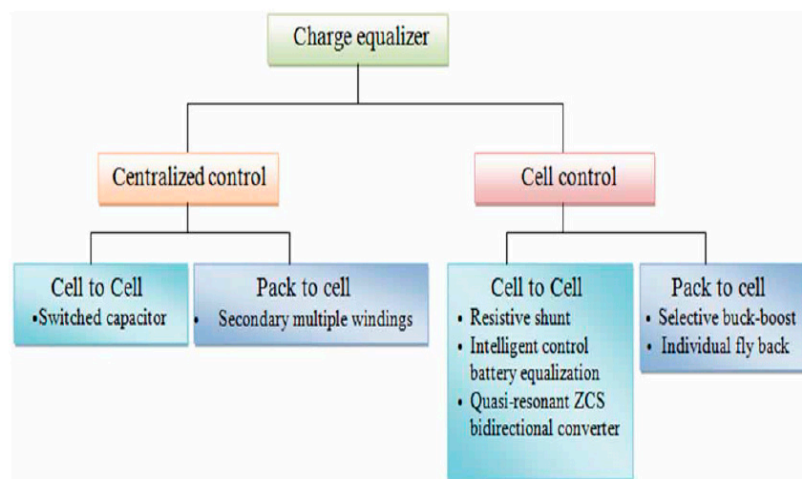 Charge equalizer
Centralized control
Cell control
Cell to Cell
•Switched capacitor
Pack to cell
• Secondary multiple windings
Cell to Cell
• Resistive shunt
• Intelligent control
battery equalization
• Quasi-resonant ZCS
bidirectional converter
Pack to cell
• Selective buck-boost
• Individual fly back